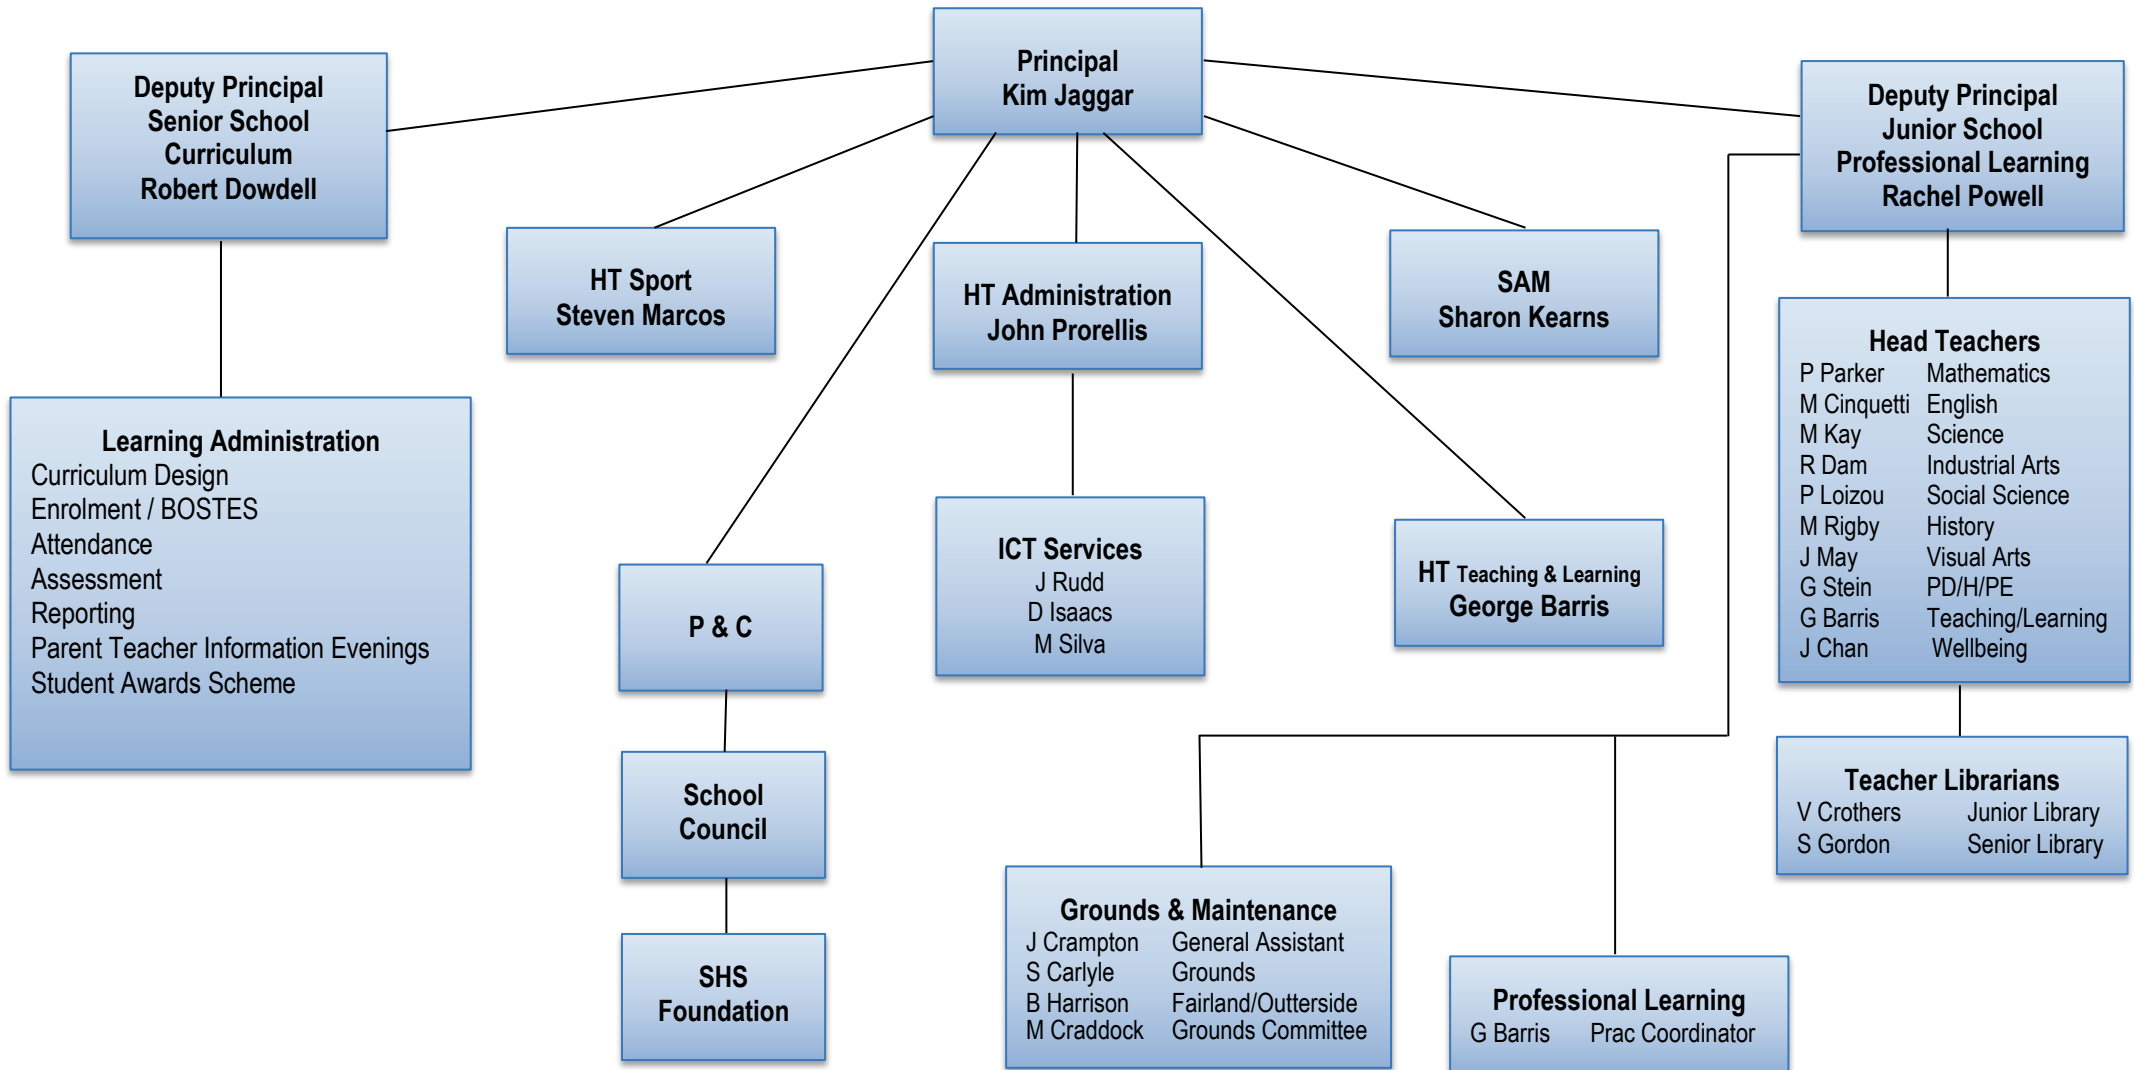 Principal
Kim Jaggar
Deputy Principal
Senior School
Curriculum
Robert Dowdell
Deputy Principal
Junior School
Professional Learning
Rachel Powell
HT Sport
Steven Marcos
HT Administration
John Prorellis
SAM
Sharon Kearns
Head Teachers
P Parker Mathematics
M Cinquetti English
M Kay Science
R Dam Industrial Arts
P Loizou Social Science
M Rigby History
J May Visual Arts
G Stein PD/H/PE
G Barris Teaching/Learning
J Chan Wellbeing
Learning Administration
Curriculum Design
Enrolment / BOSTES
Attendance
Assessment
Reporting
Parent Teacher Information Evenings
Student Awards Scheme
ICT Services
J Rudd
D Isaacs
M Silva
HT Teaching & Learning
George Barris
P & C
School
Council
SHS
Foundation
Teacher Librarians
V Crothers Junior Library
S Gordon Senior Library
Grounds & Maintenance
J Crampton General Assistant
S Carlyle Grounds
B Harrison Fairland/Outterside
M Craddock Grounds Committee
Professional Learning
G Barris Prac Coordinator